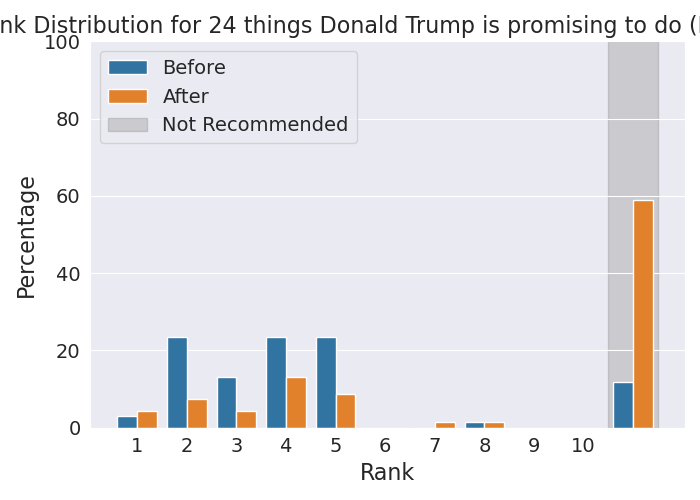 nk Distribution for 24 things Donald Trump is promising to do (
100
80
60
40
20
0
Percentage
Before
After
Not Recommended
1 2 3 4 5 6 7 8 9 10
Rank